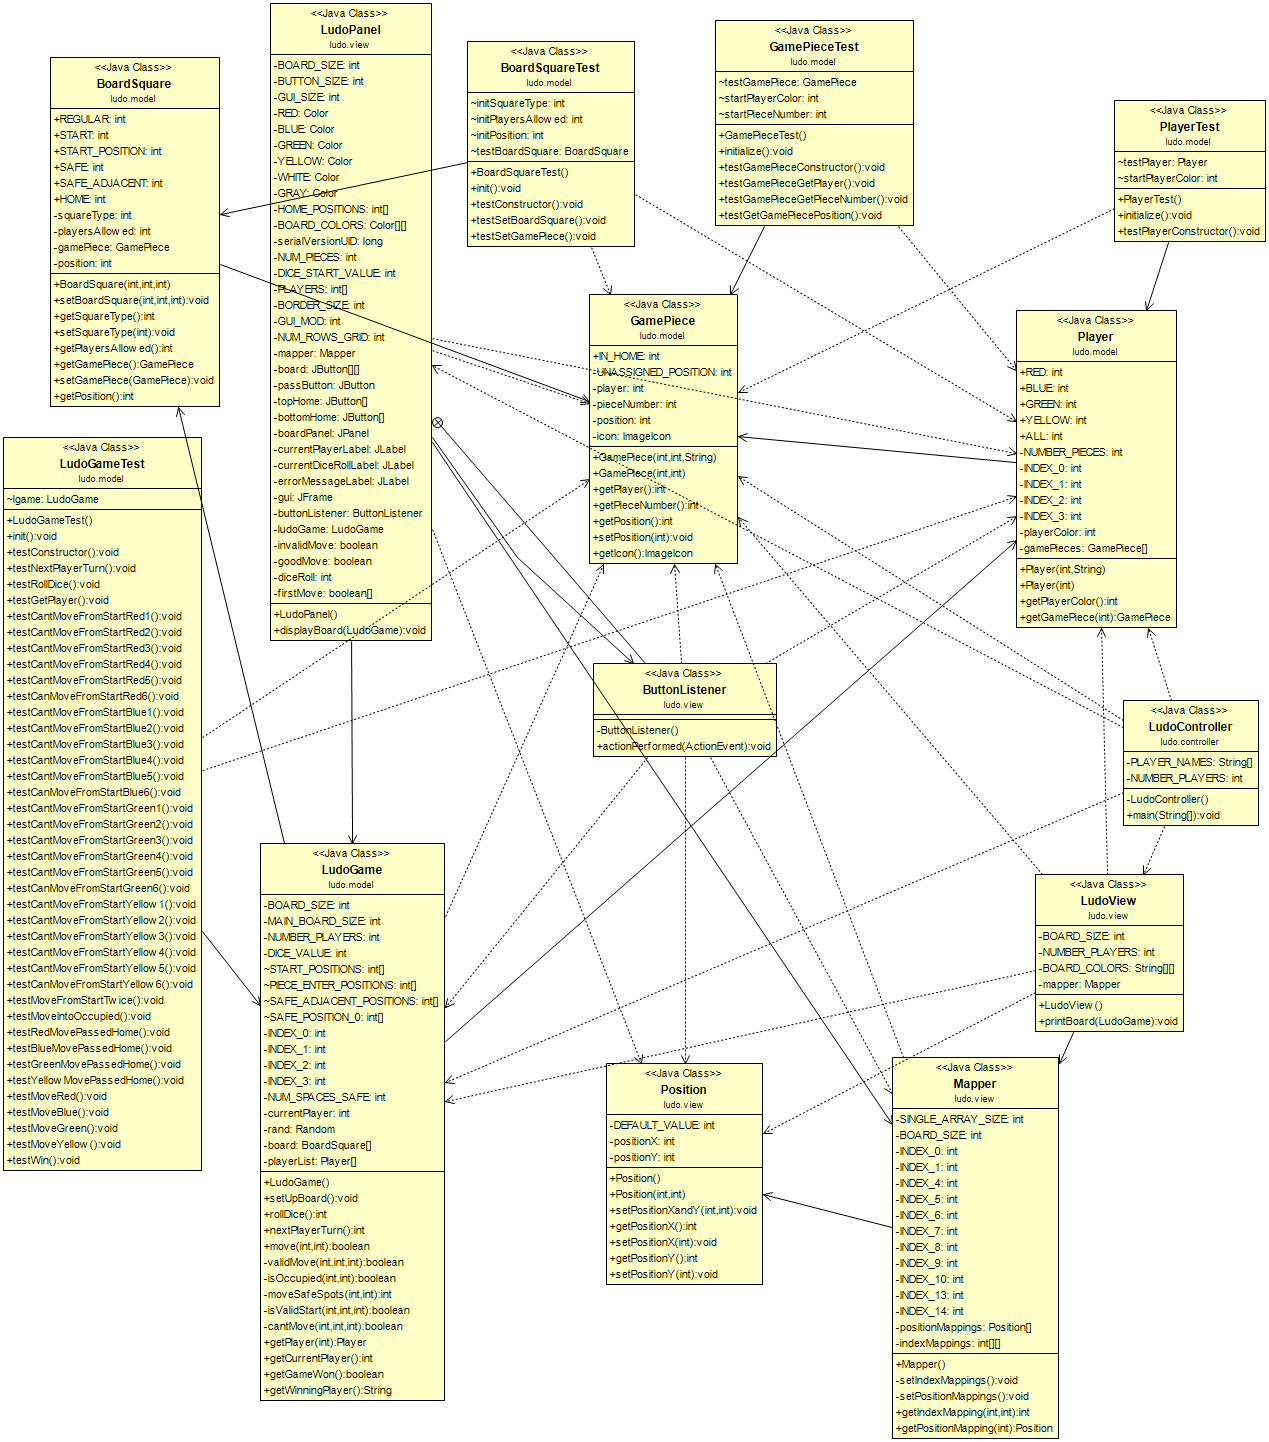 <<Java Class>>
BoardSquare
ludo.model
+REGULAR: int
+START: int
+START_POSITION: int
+SAFE: int
+SAFE_ADJACENT: int
+HOME: int
-squareType: int
-playersAllowed: int
-gamePiece: GamePiece
-position: int
+BoardSquare(int,int,int)
+setBoardSquare(int,int,int):void
+getSquareType():int
+setSquareType(int):void
+getPlayersAllowed():int
+getGamePiece():GamePiece
+setGamePiece(GamePiece):void
+getPosition():int
<<Java Class>>
LudoPanel
ludo.view
-BOARD_SIZE: int
-BUTTON_SIZE: int
-GUI_SIZE: int
-RED: Color
-BLUE: Color
-GREEN: Color
-YELLOW: Color
-WHITE: Color
-GRAY: Color
-HOME_POSITIONS: int[]
-BOARD_COLORS: Color[][]
-serialVersionUID: long
-NUM_PIECES: int
-DICE_START_VALUE: int
-PLAYERS: int[]
-BORDER_SIZE: int
-GUI_MOD: int
-NUM_ROWS_GRID: int
-mapper: Mapper
-board: JButton[][]
-passButton: JButton
-topHome: JButton[]
-bottomHome: JButton[]
-boardPanel: JPanel
-currentPlayerLabel: JLabel
-currentDiceRollLabel: JLabel
-errorMessageLabel: JLabel
-gui: JFrame
-buttonListener: ButtonListener
-ludoGame: LudoGame
-invalidMove: boolean
-goodMove: boolean
-diceRoll: int
-firstMove: boolean[]
+LudoPanel()
+displayBoard(LudoGame):void
<<Java Class>>
BoardSquareTest
ludo.model
~initSquareType: int
~initPlayersAllowed: int
~initPosition: int
~testBoardSquare: BoardSquare
+BoardSquareTest()
+init():void
+testConstructor():void
+testSetBoardSquare():void
+testSetGamePiece():void
<<Java Class>>
GamePieceTest
ludo.model
~testGamePiece: GamePiece
~startPlayerColor: int
~startPieceNumber: int
+GamePieceTest()
+initialize():void
+testGamePieceConstructor():void
+testGamePieceGetPlayer():void
+testGamePieceGetPieceNumber():void
+testGetGamePiecePosition():void
<<Java Class>>
PlayerTest
ludo.model
~testPlayer: Player
~startPlayerColor: int
+PlayerTest()
+initialize():void
+testPlayerConstructor():void
<<Java Class>>
GamePiece
ludo.model
+IN_HOME: int
-UNASSIGNED_POSITION: int
-player: int
-pieceNumber: int
-position: int
-icon: ImageIcon
+GamePiece(int,int,String)
+GamePiece(int,int)
+getPlayer():int
+getPieceNumber():int
+getPosition():int
+setPosition(int):void
+getIcon():ImageIcon
<<Java Class>>
Player
ludo.model
+RED: int
+BLUE: int
+GREEN: int
+YELLOW: int
+ALL: int
-NUMBER_PIECES: int
-INDEX_0: int
-INDEX_1: int
-INDEX_2: int
-INDEX_3: int
-playerColor: int
-gamePieces: GamePiece[]
+Player(int,String)
+Player(int)
+getPlayerColor():int
+getGamePiece(int):GamePiece
<<Java Class>>
LudoGameTest
ludo.model
~lgame: LudoGame
+LudoGameTest()
+init():void
+testConstructor():void
+testNextPlayerTurn():void
+testRollDice():void
+testGetPlayer():void
+testCantMoveFromStartRed1():void
+testCantMoveFromStartRed2():void
+testCantMoveFromStartRed3():void
+testCantMoveFromStartRed4():void
+testCantMoveFromStartRed5():void
+testCanMoveFromStartRed6():void
+testCantMoveFromStartBlue1():void
+testCantMoveFromStartBlue2():void
+testCantMoveFromStartBlue3():void
+testCantMoveFromStartBlue4():void
+testCantMoveFromStartBlue5():void
+testCanMoveFromStartBlue6():void
+testCantMoveFromStartGreen1():void
+testCantMoveFromStartGreen2():void
+testCantMoveFromStartGreen3():void
+testCantMoveFromStartGreen4():void
+testCantMoveFromStartGreen5():void
+testCanMoveFromStartGreen6():void
+testCantMoveFromStartYellow1():void
+testCantMoveFromStartYellow2():void
+testCantMoveFromStartYellow3():void
+testCantMoveFromStartYellow4():void
+testCantMoveFromStartYellow5():void
+testCanMoveFromStartYellow6():void
+testMoveFromStartTwice():void
+testMoveIntoOccupied():void
+testRedMovePassedHome():void
+testBlueMovePassedHome():void
+testGreenMovePassedHome():void
+testYellowMovePassedHome():void
+testMoveRed():void
+testMoveBlue():void
+testMoveGreen():void
+testMoveYellow():void
+testWin():void
<<Java Class>>
ButtonListener
ludo.view
-ButtonListener()
+actionPerformed(ActionEvent):void
<<Java Class>>
LudoController
ludo.controller
-PLAYER_NAMES: String[]
-NUMBER_PLAYERS: int
-LudoController()
+main(String[]):void
<<Java Class>>
LudoGame
ludo.model
-BOARD_SIZE: int
-MAIN_BOARD_SIZE: int
-NUMBER_PLAYERS: int
-DICE_VALUE: int
~START_POSITIONS: int[]
~PIECE_ENTER_POSITIONS: int[]
~SAFE_ADJACENT_POSITIONS: int[]
~SAFE_POSITION_0: int[]
-INDEX_0: int
-INDEX_1: int
-INDEX_2: int
-INDEX_3: int
-NUM_SPACES_SAFE: int
-currentPlayer: int
-rand: Random
-board: BoardSquare[]
-playerList: Player[]
+LudoGame()
+setUpBoard():void
+rollDice():int
+nextPlayerTurn():int
+move(int,int):boolean
-validMove(int,int,int):boolean
-isOccupied(int,int):boolean
-moveSafeSpots(int,int):int
-isValidStart(int,int,int):boolean
-cantMove(int,int,int):boolean
+getPlayer(int):Player
+getCurrentPlayer():int
+getGameWon():boolean
+getWinningPlayer():String
<<Java Class>>
LudoView
ludo.view
-BOARD_SIZE: int
-NUMBER_PLAYERS: int
-BOARD_COLORS: String[][]
-mapper: Mapper
+LudoView()
+printBoard(LudoGame):void
<<Java Class>>
Position
ludo.view
-DEFAULT_VALUE: int
-positionX: int
-positionY: int
+Position()
+Position(int,int)
+setPositionXandY(int,int):void
+getPositionX():int
+setPositionX(int):void
+getPositionY():int
+setPositionY(int):void
<<Java Class>>
Mapper
ludo.view
-SINGLE_ARRAY_SIZE: int
-BOARD_SIZE: int
-INDEX_0: int
-INDEX_1: int
-INDEX_4: int
-INDEX_5: int
-INDEX_6: int
-INDEX_7: int
-INDEX_8: int
-INDEX_9: int
-INDEX_10: int
-INDEX_13: int
-INDEX_14: int
-positionMappings: Position[]
-indexMappings: int[][]
+Mapper()
-setIndexMappings():void
-setPositionMappings():void
+getIndexMapping(int,int):int
+getPositionMapping(int):Position